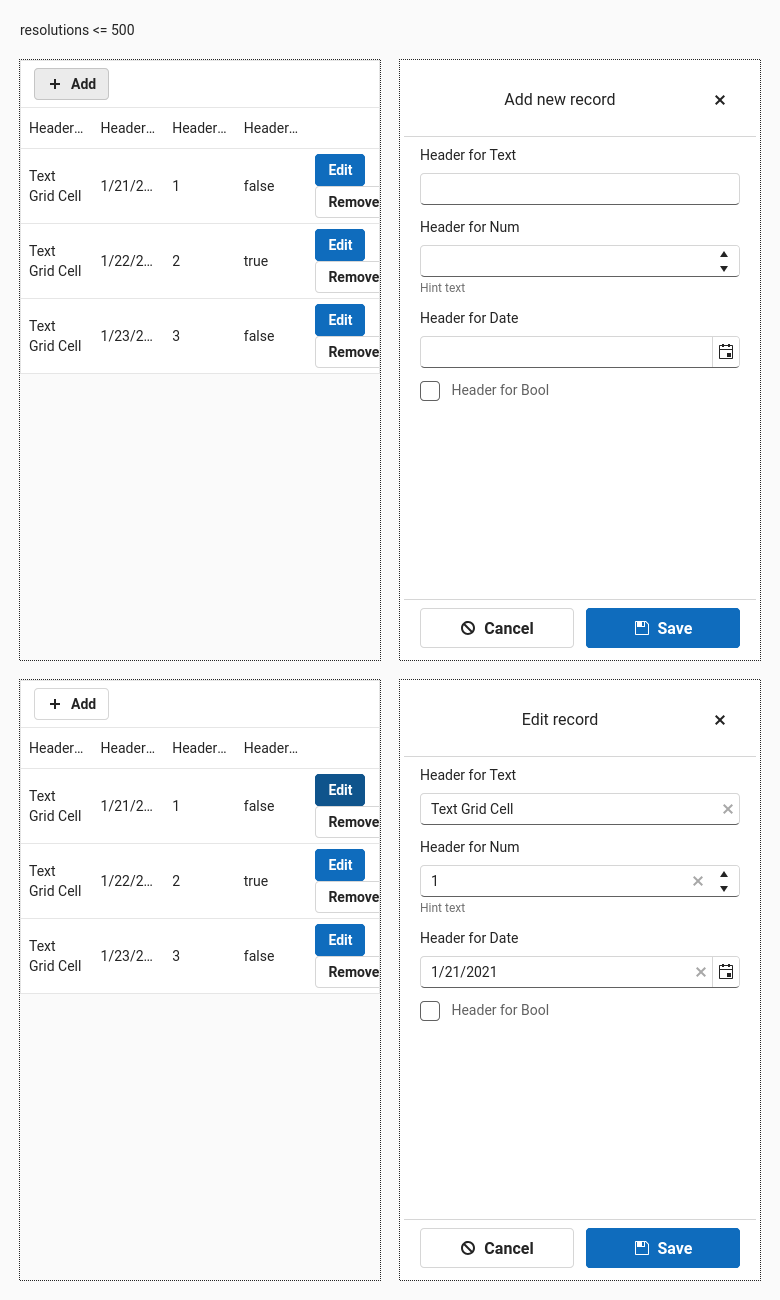 resolutions <= 500
Add
Header... Header... Header... Header...
Text
Grid Cell
1/21/2... 1 false
Edit
Remove
Text
Grid Cell
1/22/2... 2 true
Edit
Remove
Text
Grid Cell
1/23/2... 3 false
Edit
Remove
Add new record
Header for Text
Header for Num
Hint text
Header for Date
Header for Bool
Cancel Save
Add
Header... Header... Header... Header...
Text
Grid Cell
1/21/2... 1 false
Edit
Remove
Text
Grid Cell
1/22/2... 2 true
Edit
Remove
Text
Grid Cell
1/23/2... 3 false
Edit
Remove
Edit record
Header for Text
Text Grid Cell
Header for Num
1
Hint text
Header for Date
1/21/2021
Header for Bool
Cancel Save